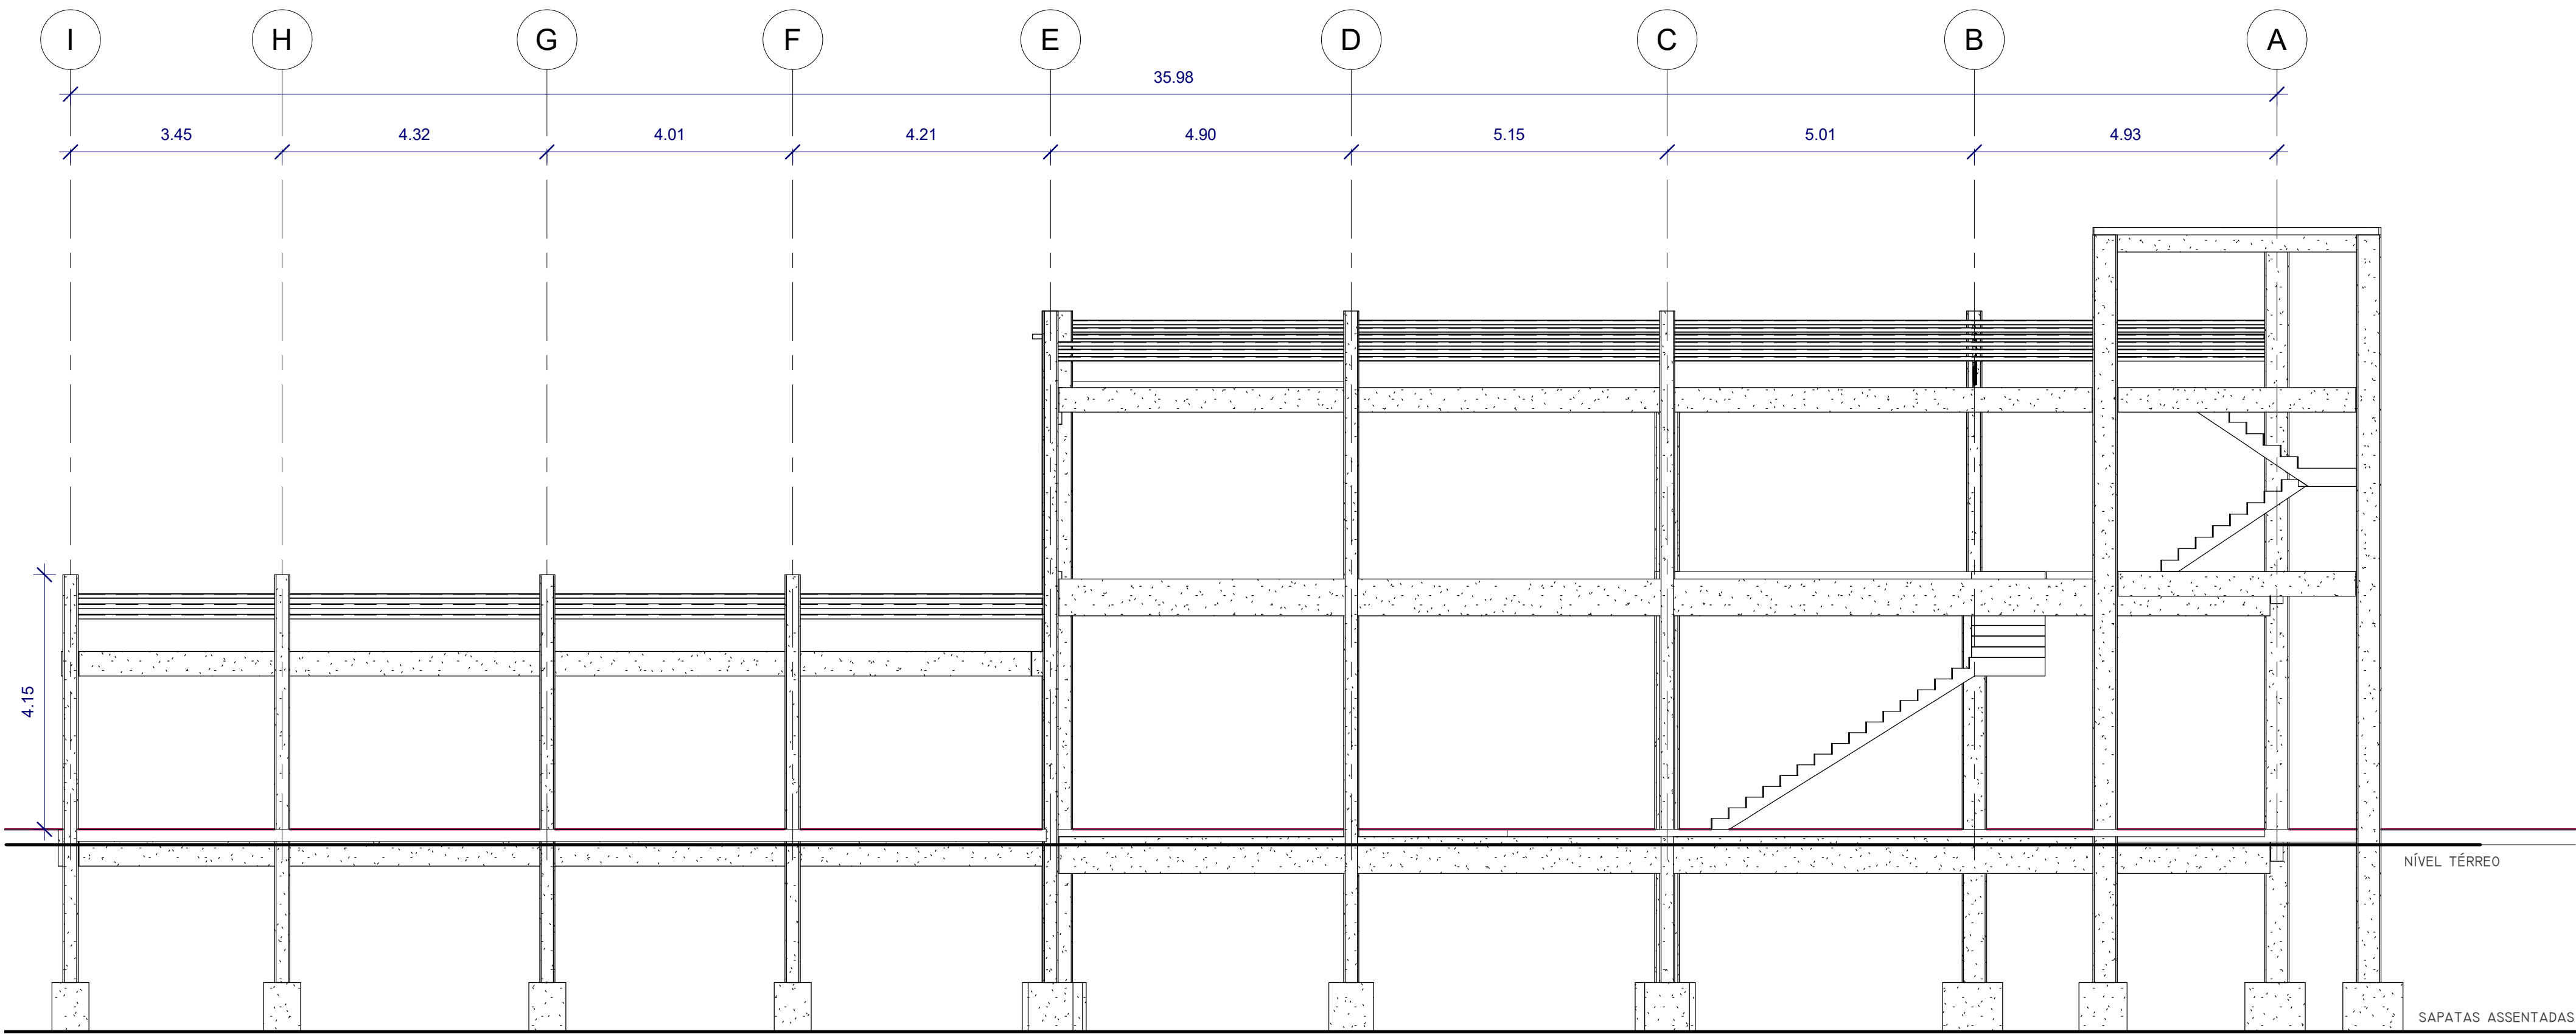 I H G F E D C B A
35.98
3.45 4.32 4.01 4.21 4.90 5.15 5.01 4.93
4.15
NÍVEL TÉRREO
SAPATAS ASSENTADAS